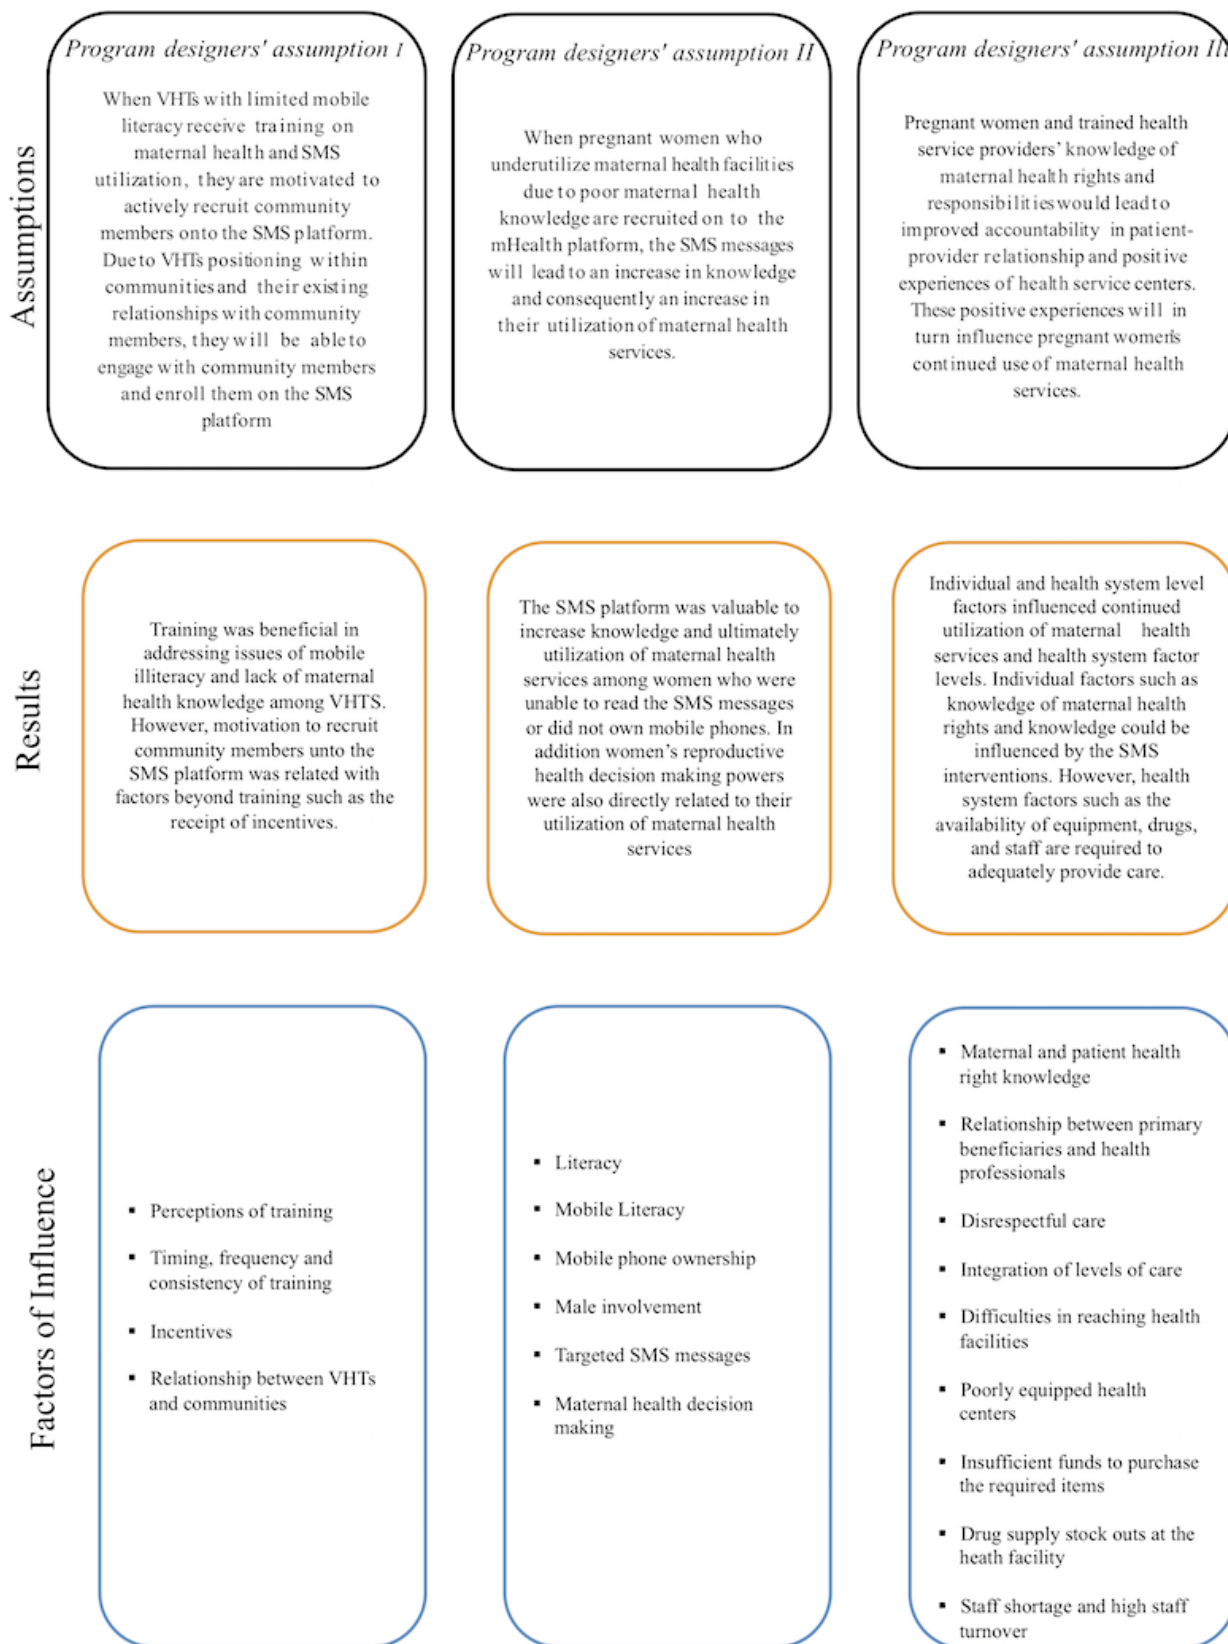 Assumptions
Program designers' assumption I
When VHTs with limited mobile
literacy receive training on
maternal health and SMS
utilization, they are motivated to
actively recruit community
members onto the SMS platform.
Due to VHTs positioning within
communities and their existing
relationships with community
members, they will be able to
engage with community members
and enroll them on the SMS
platform
Program designers' assumption II
When pregnant women who
underutilize maternal health facilities
due to poor maternal health
knowledge are recruited on to the
mHealth platform, the SMS messages
will lead to an increase in knowledge
and consequently an increase in
their utilization of maternal health
services.
Program designers' assumption III
Pregnant women and trained health
service providers' knowledge of
maternal health rights and
responsibilities would lead to
improved accountability in patient-
provider relationship and positive
experiences of health service centers.
These positive experiences will in
turn influence pregnant women's
continued use of maternal health
services.
Results
Training was beneficial in
addressing issues of mobile
illiteracy and lack of maternal
health knowledge among VHTS.
However, motivation to recruit
community members unto the
SMS platform was related with
factors beyond training such as the
receipt of incentives.
The SMS platform was valuable to
increase knowledge and ultimately
utilization of maternal health
services among women who were
unable to read the SMS messages
or did not own mobile phones. In
addition women's reproductive
health decision making powers
were also directly related to their
utilization of maternal health
services
Individual and health system level
factors influenced continued
utilization of maternal health
services and health system factor
levels. Individual factors such as
knowledge of maternal health
rights and knowledge could be
influenced by the SMS
interventions. However, health
system factors such as the
availability of equipment, drugs,
and staff are required to
adequately provide care.
Factors of Influence
▪ Perceptions of training
▪ Timing, frequency and
consistency of training
▪ Incentives
▪ Relationship between VHTs
and communities
▪ Literacy
▪ Mobile Literacy
▪ Mobile phone ownership
▪ Male involvement
▪ Targeted SMS messages
▪ Maternal health decision
making
▪ Maternal and patient health
right knowledge
▪ Relationship between primary
beneficiaries and health
professionals
▪ Disrespectful care
▪ Integration of levels of care
▪ Difficulties in reaching health
facilities
▪ Poorly equipped health
centers
▪ Insufficient funds to purchase
the required items
▪ Drug supply stock outs at the
heath facility
▪ Staff shortage and high staff
turnover